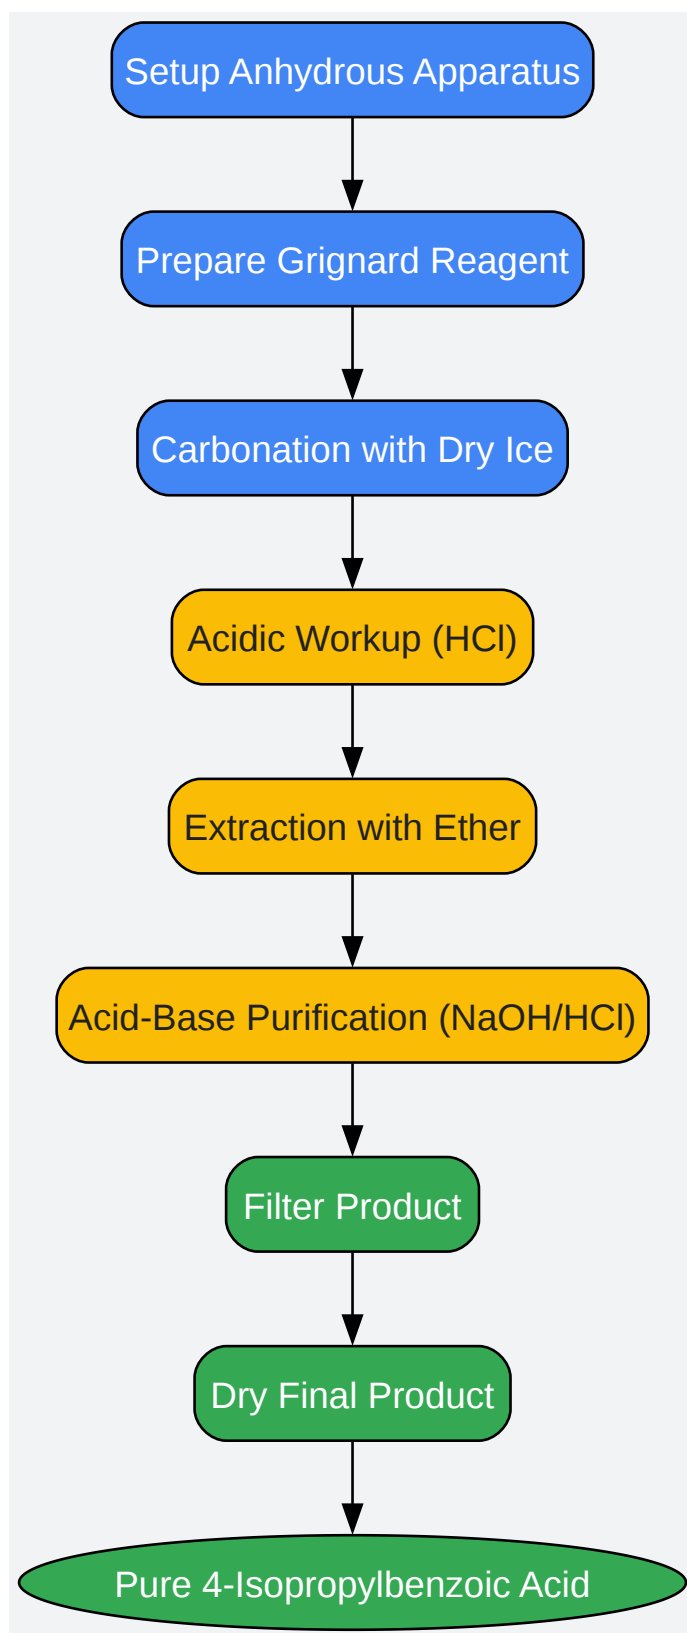 Setup Anhydrous Apparatus
Prepare Grignard Reagent
Carbonation with Dry Ice
Acidic Workup (HCl)
Extraction with Ether
Acid-Base Purification (NaOH/HCl)
Filter Product
Dry Final Product
Pure 4-Isopropylbenzoic Acid